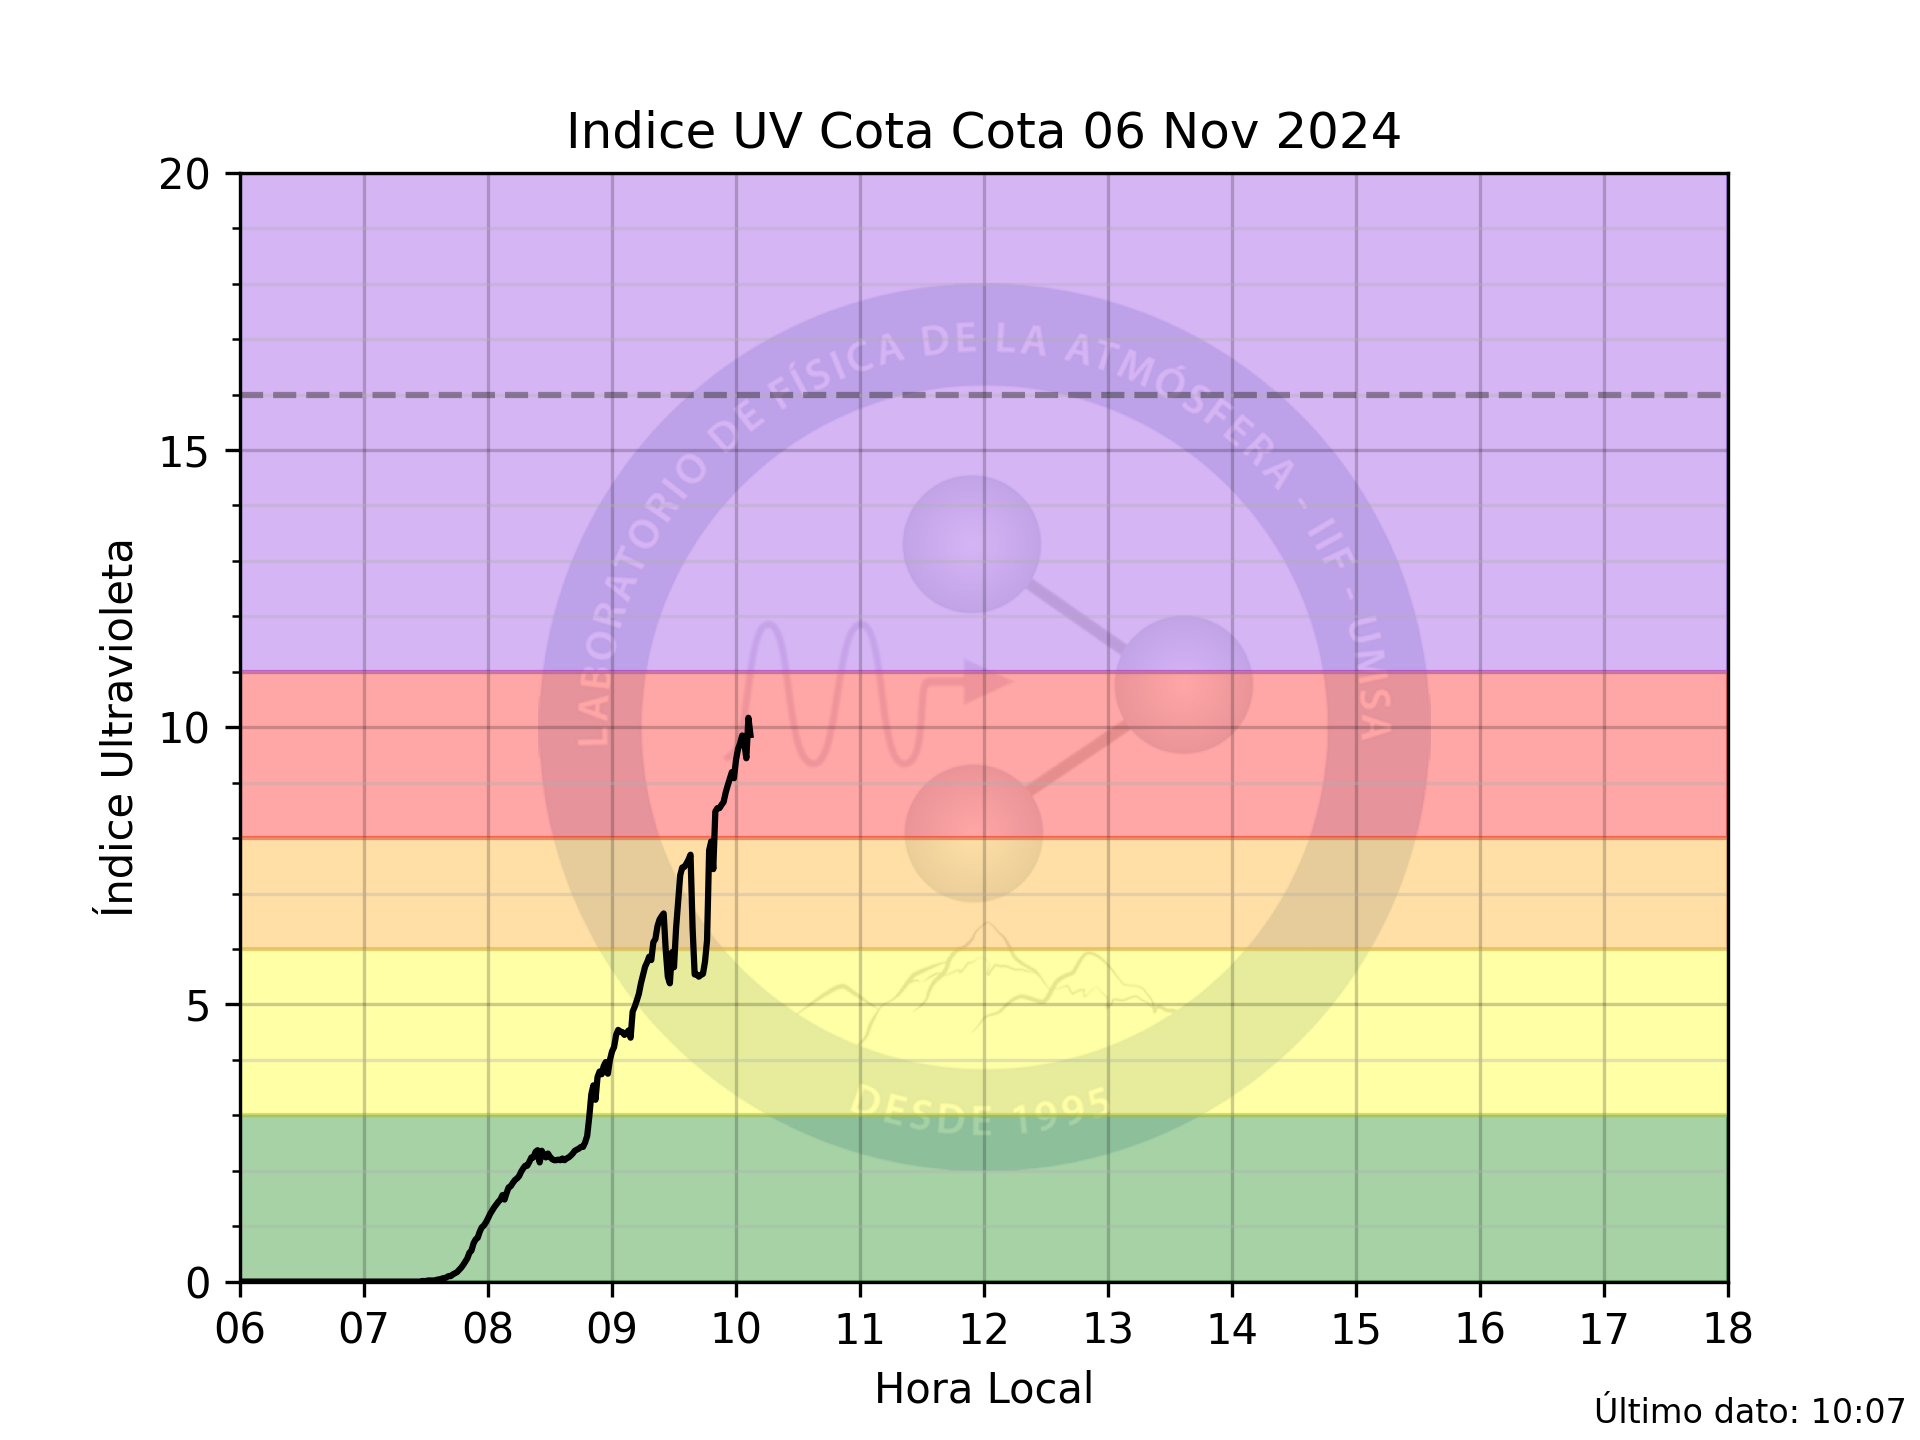 Indice UV Cota Cota 06 Nov 2024
20
15
10
5
0
Índice Ultravioleta
LABORATORIO DE FÍSICA DE LA ATMÓSFERA - IIF - UMSA
DESDE 1995
06 07 08 09 10 11 12 13 14 15 16 17 18
Hora Local
Último dato: 10:07